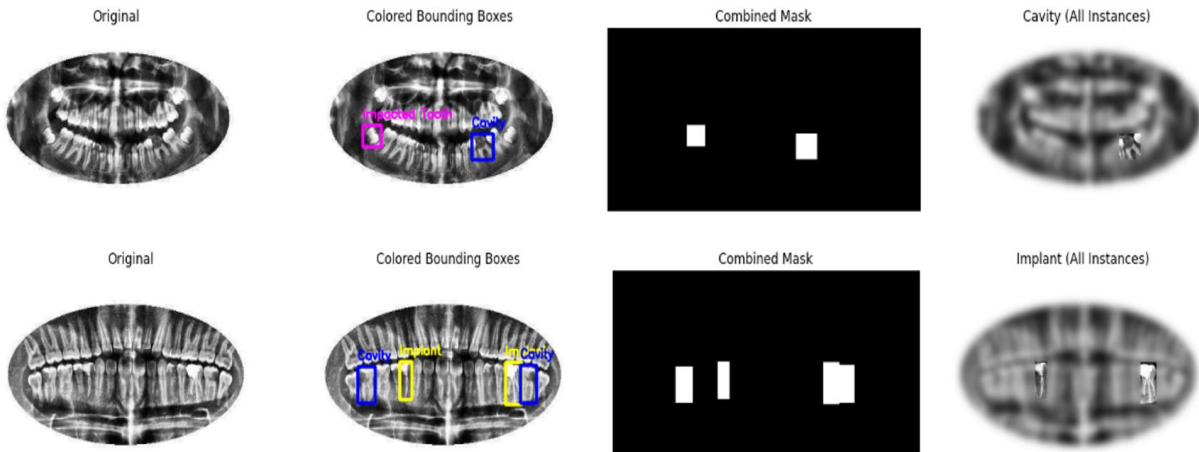 Original
Colored Bounding Boxes
Combined Mask
Cavity (All Instances)
Impacted Tooth
Cavity
Original
Colored Bounding Boxes
Combined Mask
Implant (All Instances)
Cavity
Implant
Cavity